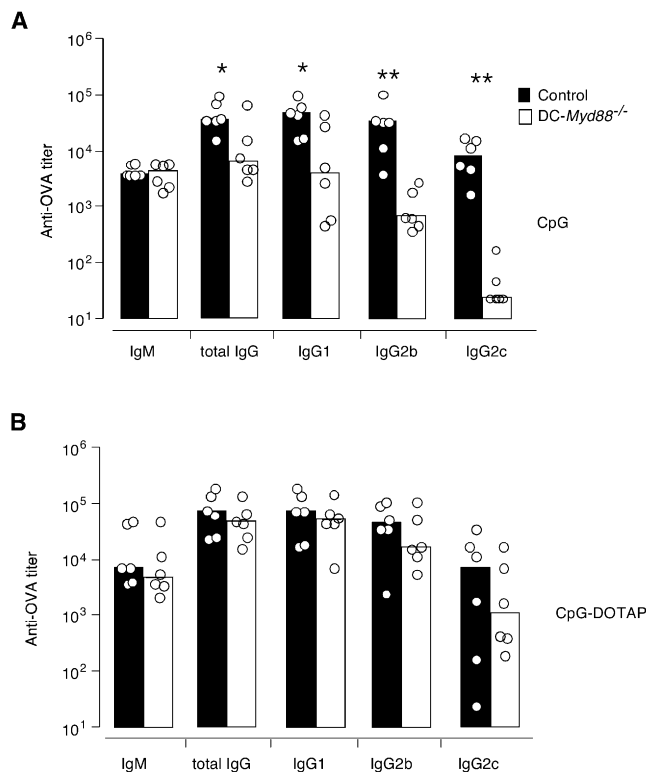 A
10^6
10^5
10^4
10^3
10^2
10^1
Anti-OVA titer
* * ** **
Control
DC-Myd88^-/-
CpG
IgM total IgG IgG1 IgG2b IgG2c
B
10^6
10^5
10^4
10^3
10^2
10^1
Anti-OVA titer
CpG-DOTAP
IgM total IgG IgG1 IgG2b IgG2c